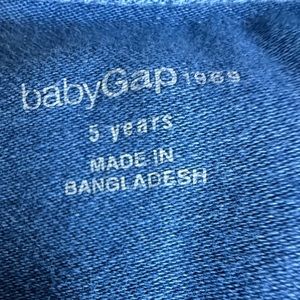 babyGap 1969
5 years
MADE IN
BANGLADESH